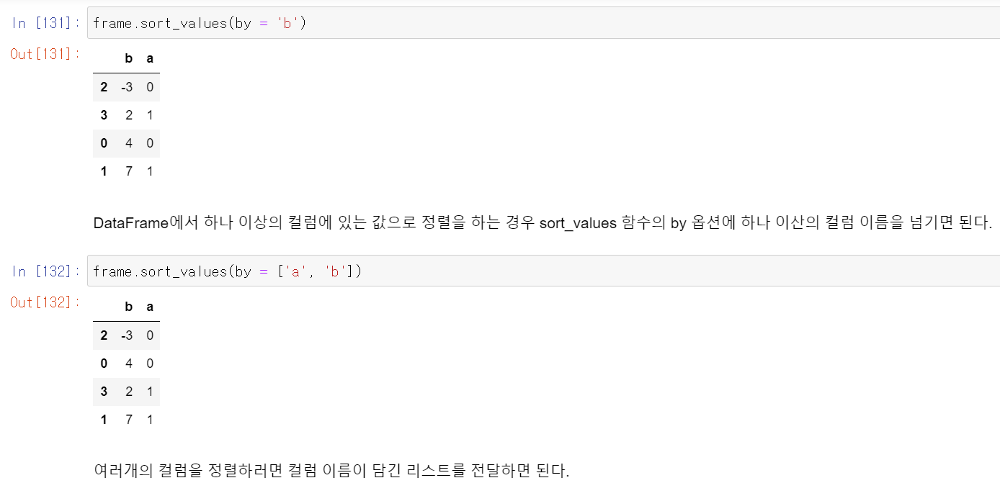 In [131]: frame.sort_values(by = 'b')
Out[131]:
b a
2 -3 0
3 2 1
0 4 0
1 7 1
DataFrame에서 하나 이상의 컬럼에 있는 값으로 정렬을 하는 경우 sort_values 함수의 by 옵션에 하나 이산의 컬럼 이름을 넘기면 된다.
In [132]: frame.sort_values(by = ['a', 'b'])
Out[132]:
b a
2 -3 0
0 4 0
3 2 1
1 7 1
여러개의 컬럼을 정렬하러면 컬럼 이름이 담긴 리스트를 전달하면 된다.